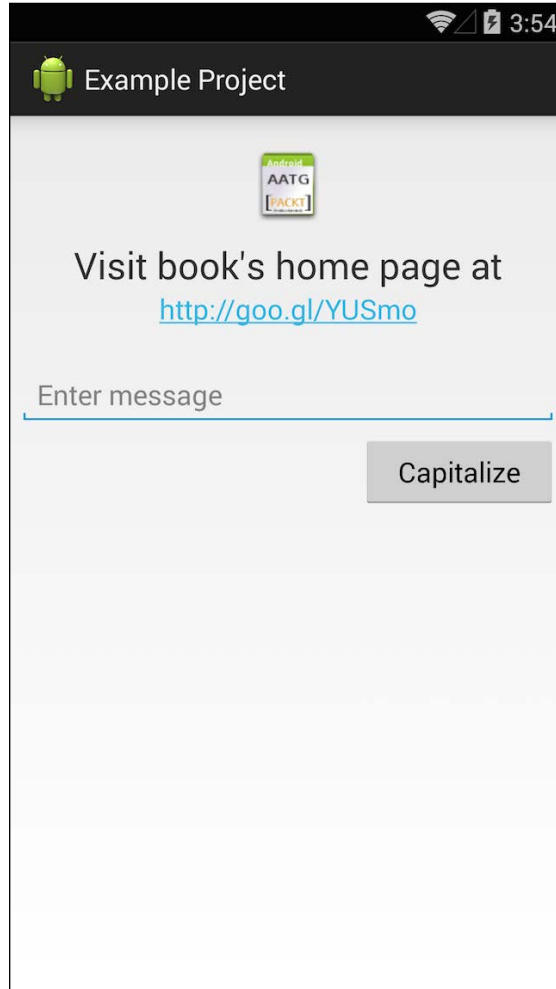 3:54
Example Project
Android
AATG
[PACKT]
Visit book's home page at
http://goo.gl/YUSmo
Enter message
Capitalize